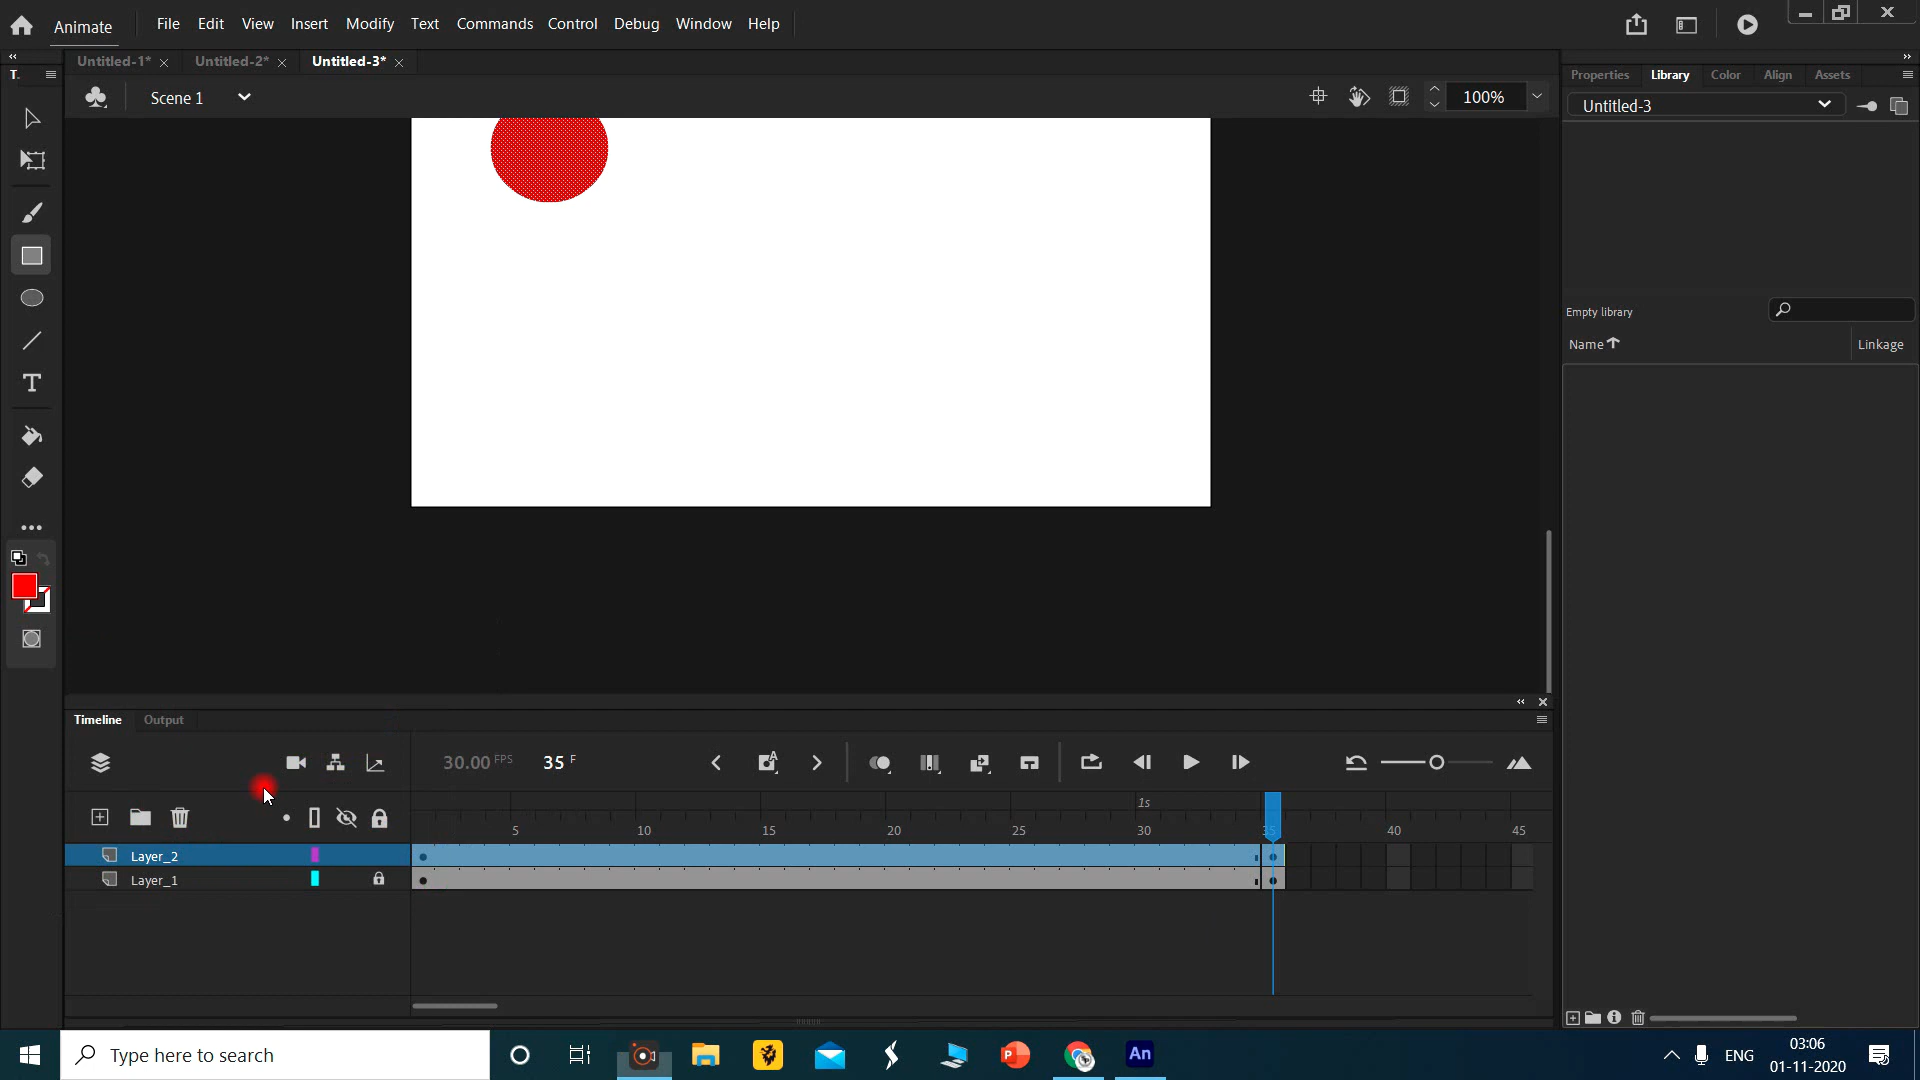 Animate File Edit View Insert Modify Text Commands Control Debug Window Help
Untitled-1* Untitled-2* Untitled-3*
T. Properties Library Color Align Assets
Scene 1 100% Untitled-3
Empty library
Name Linkage
T
Timeline Output
30.00 FPS 35 F
1s
5 10 15 20 25 30 35 40 45
Layer_2
Layer_1
Type here to search An ENG 03:06
01-11-2020